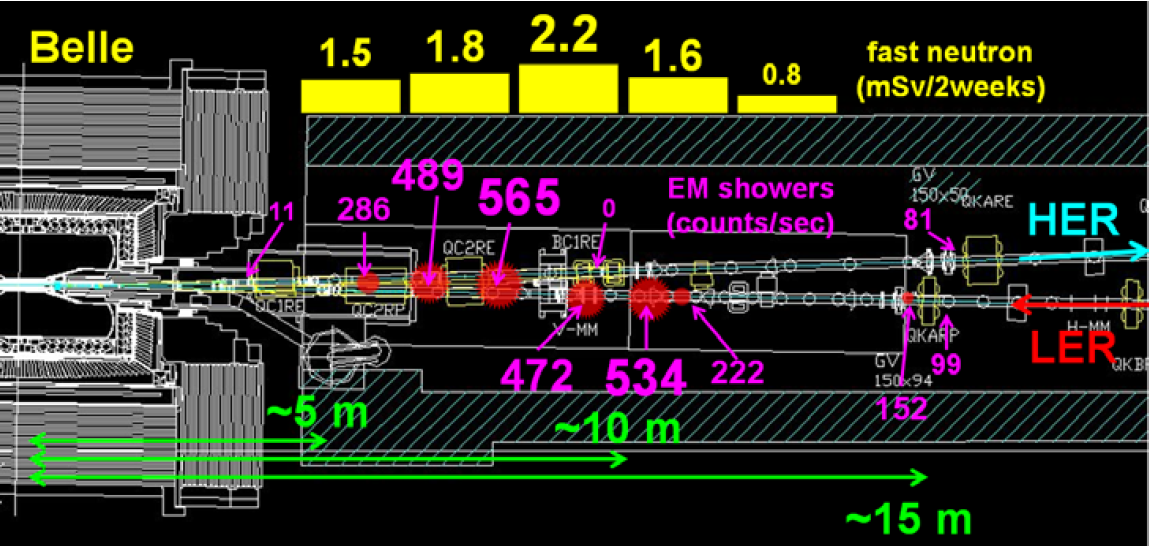 Belle
1.5
1.8
2.2
1.6
0.8
fast neutron
(mSv/2weeks)
489
565
EM showers
(counts/sec)
GV
150x50
QKARE
11
286
0
81
HER
QC2RE
BC1RE
QC1RE
QC2RP
V-MM
QKARP
H-MM
LER
472
534
222
GV
150x94
99
152
~5 m
~10 m
~15 m